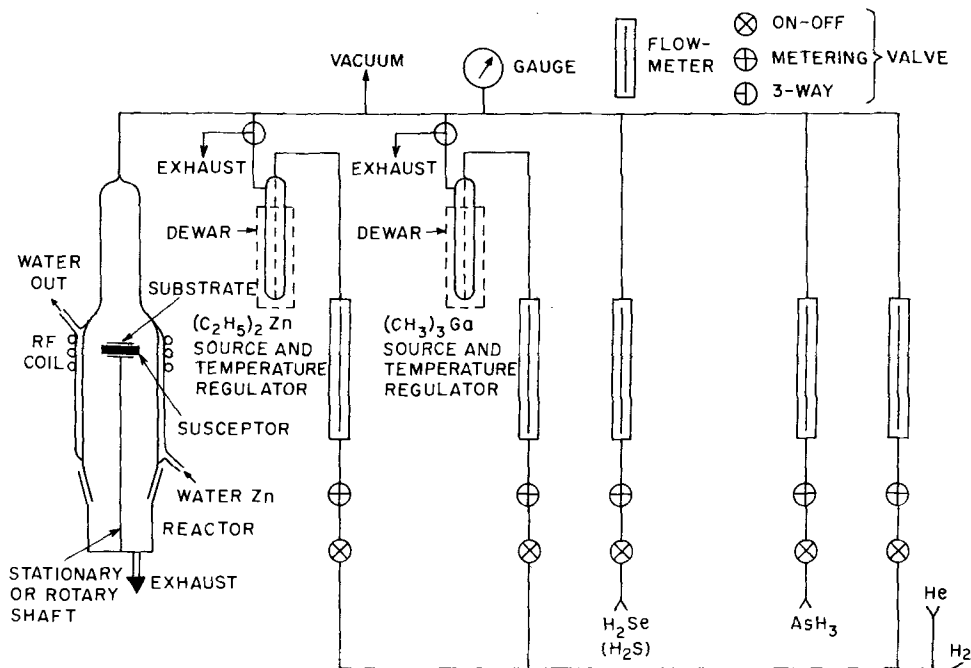 VACUUM
GAUGE
FLOW-
METER
ON-OFF
METERING
3-WAY
VALVE
EXHAUST
EXHAUST
DEWAR
DEWAR
WATER
OUT
SUBSTRATE
RF
COIL
(C₂H₅)₂ Zn
SOURCE AND
TEMPERATURE
REGULATOR
(CH₃)₃ Ga
SOURCE AND
TEMPERATURE
REGULATOR
SUSCEPTOR
WATER Zn
REACTOR
STATIONARY
OR ROTARY
SHAFT
EXHAUST
H₂Se
(H₂S)
AsH₃
He
H₂